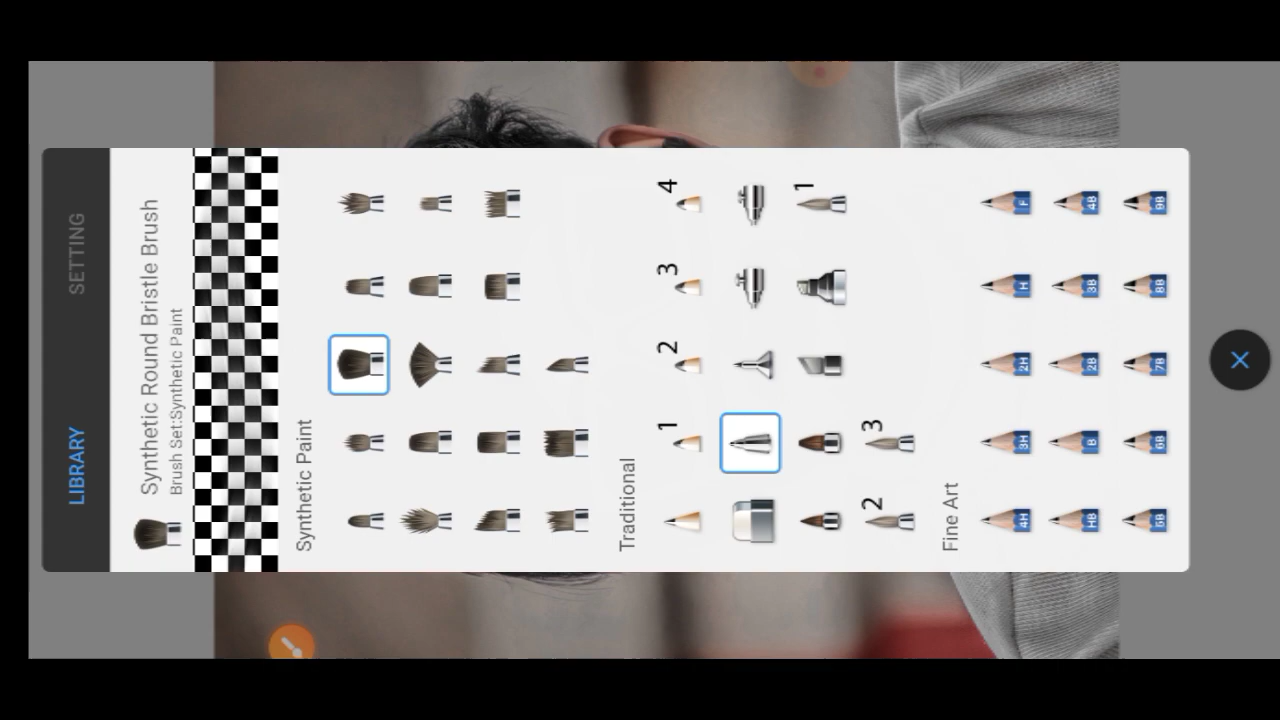 LIBRARY SETTING
Synthetic Round Bristle Brush
Brush Set:Synthetic Paint
Synthetic Paint
Traditional
1 2 3 4
1
2 3
Fine Art
4H 3H 2H H F
HB B 2B 3B 4B
5B 6B 7B 8B 9B